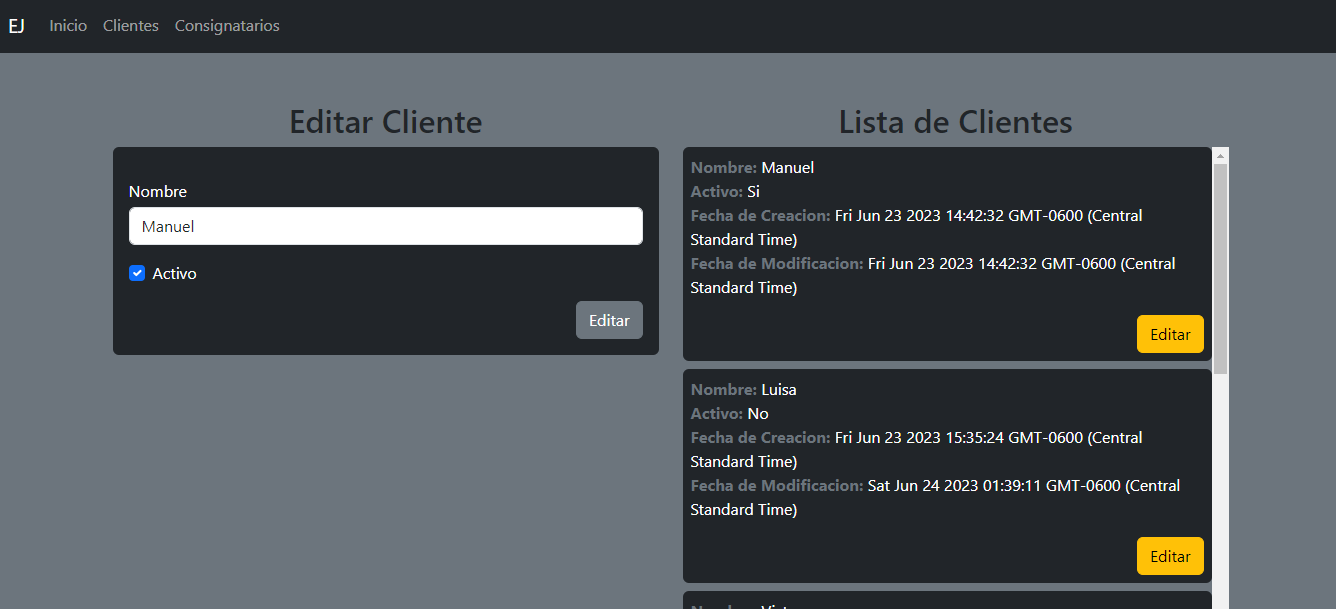 EJ Inicio Clientes Consignatarios
Editar Cliente
Nombre
Manuel
Activo
Editar
Lista de Clientes
Nombre: Manuel
Activo: Si
Fecha de Creacion: Fri Jun 23 2023 14:42:32 GMT-0600 (Central
Standard Time)
Fecha de Modificacion: Fri Jun 23 2023 14:42:32 GMT-0600 (Central
Standard Time)
Editar
Nombre: Luisa
Activo: No
Fecha de Creacion: Fri Jun 23 2023 15:35:24 GMT-0600 (Central
Standard Time)
Fecha de Modificacion: Sat Jun 24 2023 01:39:11 GMT-0600 (Central
Standard Time)
Editar